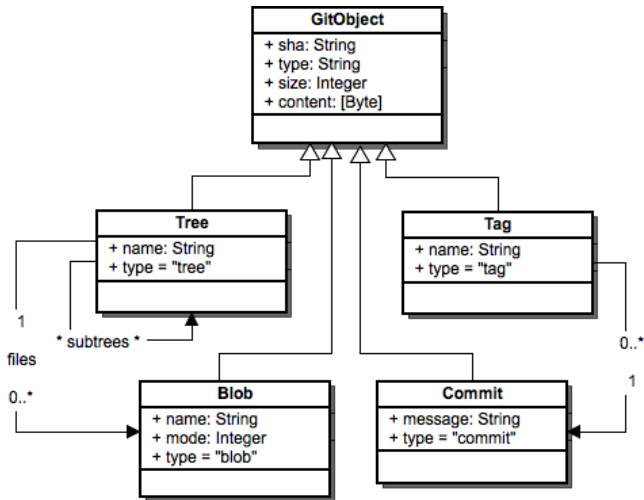 GitObject
+ sha: String
+ type: String
+ size: Integer
+ content: [Byte]
Tree
+ name: String
+ type = "tree"
Tag
+ name: String
+ type = "tag"
1
files
0..*
* subtrees *
0..*
1
Blob
+ name: String
+ mode: Integer
+ type = "blob"
Commit
+ message: String
+ type = "commit"